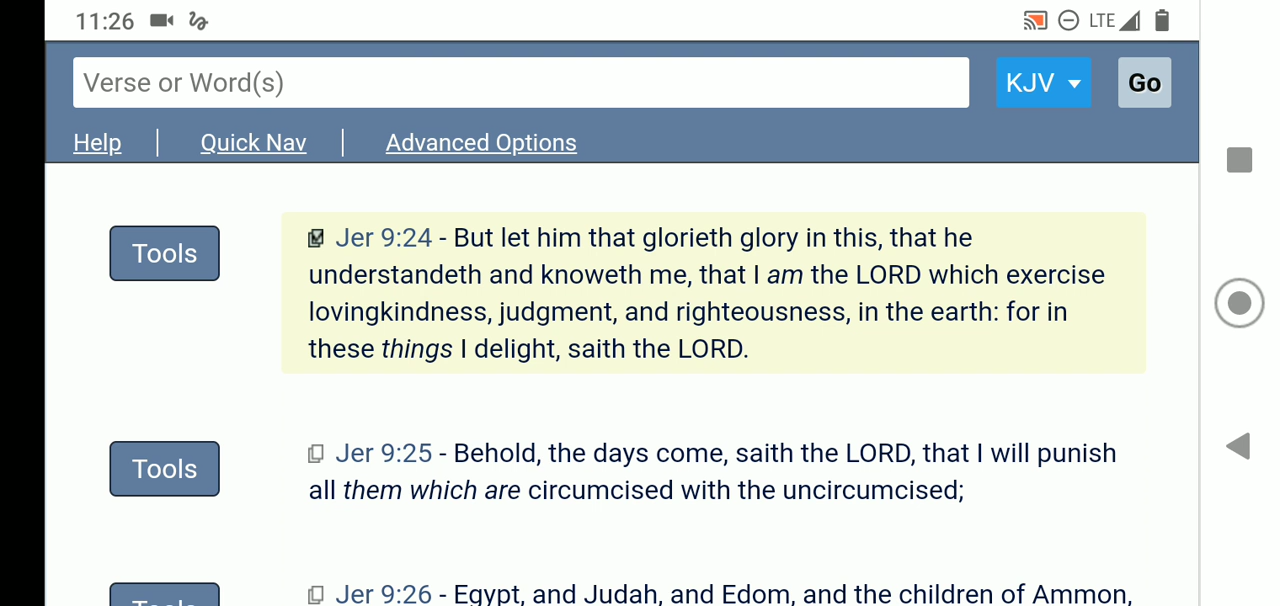 11:26 LTE
Verse or Word(s) KJV Go
Help | Quick Nav | Advanced Options
Tools
Jer 9:24 - But let him that glorieth glory in this, that he
understandeth and knoweth me, that I am the LORD which exercise
lovingkindness, judgment, and righteousness, in the earth: for in
these things I delight, saith the LORD.
Tools
Jer 9:25 - Behold, the days come, saith the LORD, that I will punish
all them which are circumcised with the uncircumcised;
Tools
Jer 9:26 - Egypt, and Judah, and Edom, and the children of Ammon,